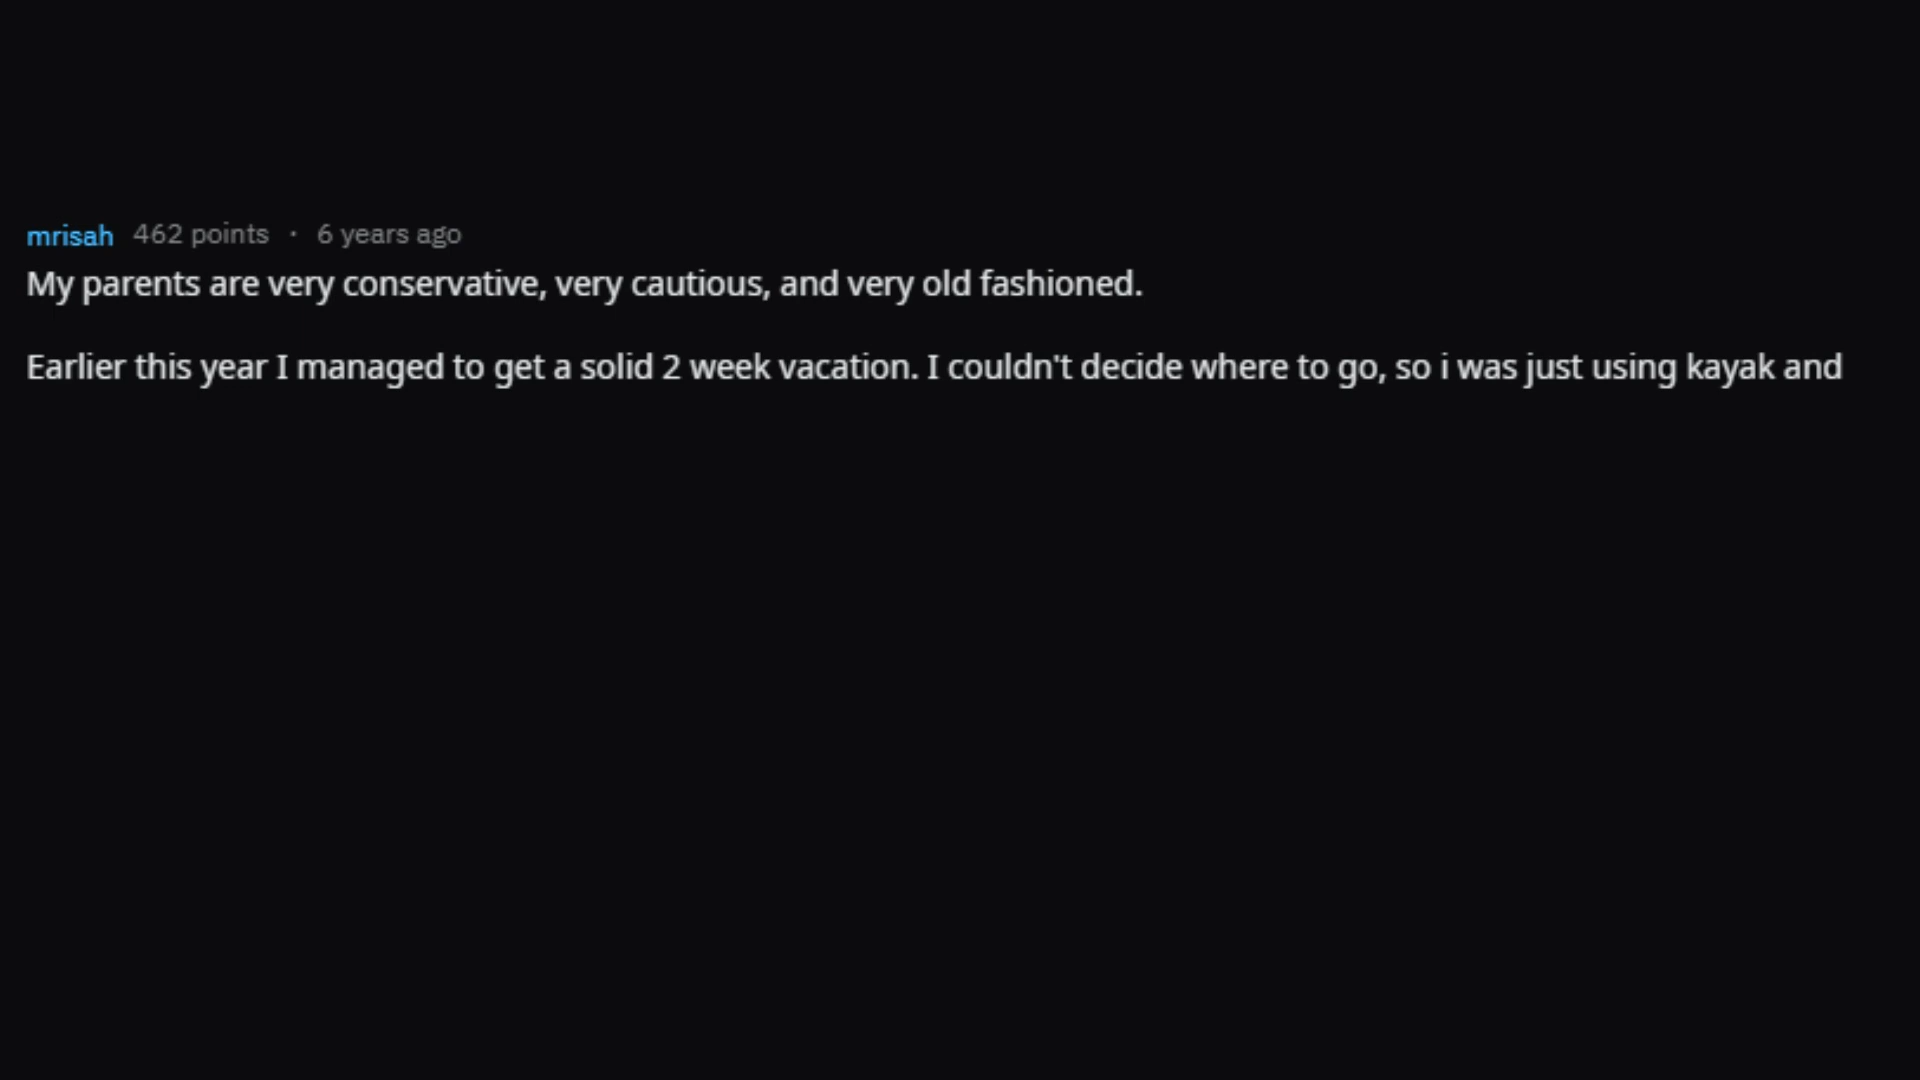 mrisah 462 points · 6 years ago
My parents are very conservative, very cautious, and very old fashioned.
Earlier this year I managed to get a solid 2 week vacation. I couldn't decide where to go, so i was just using kayak and